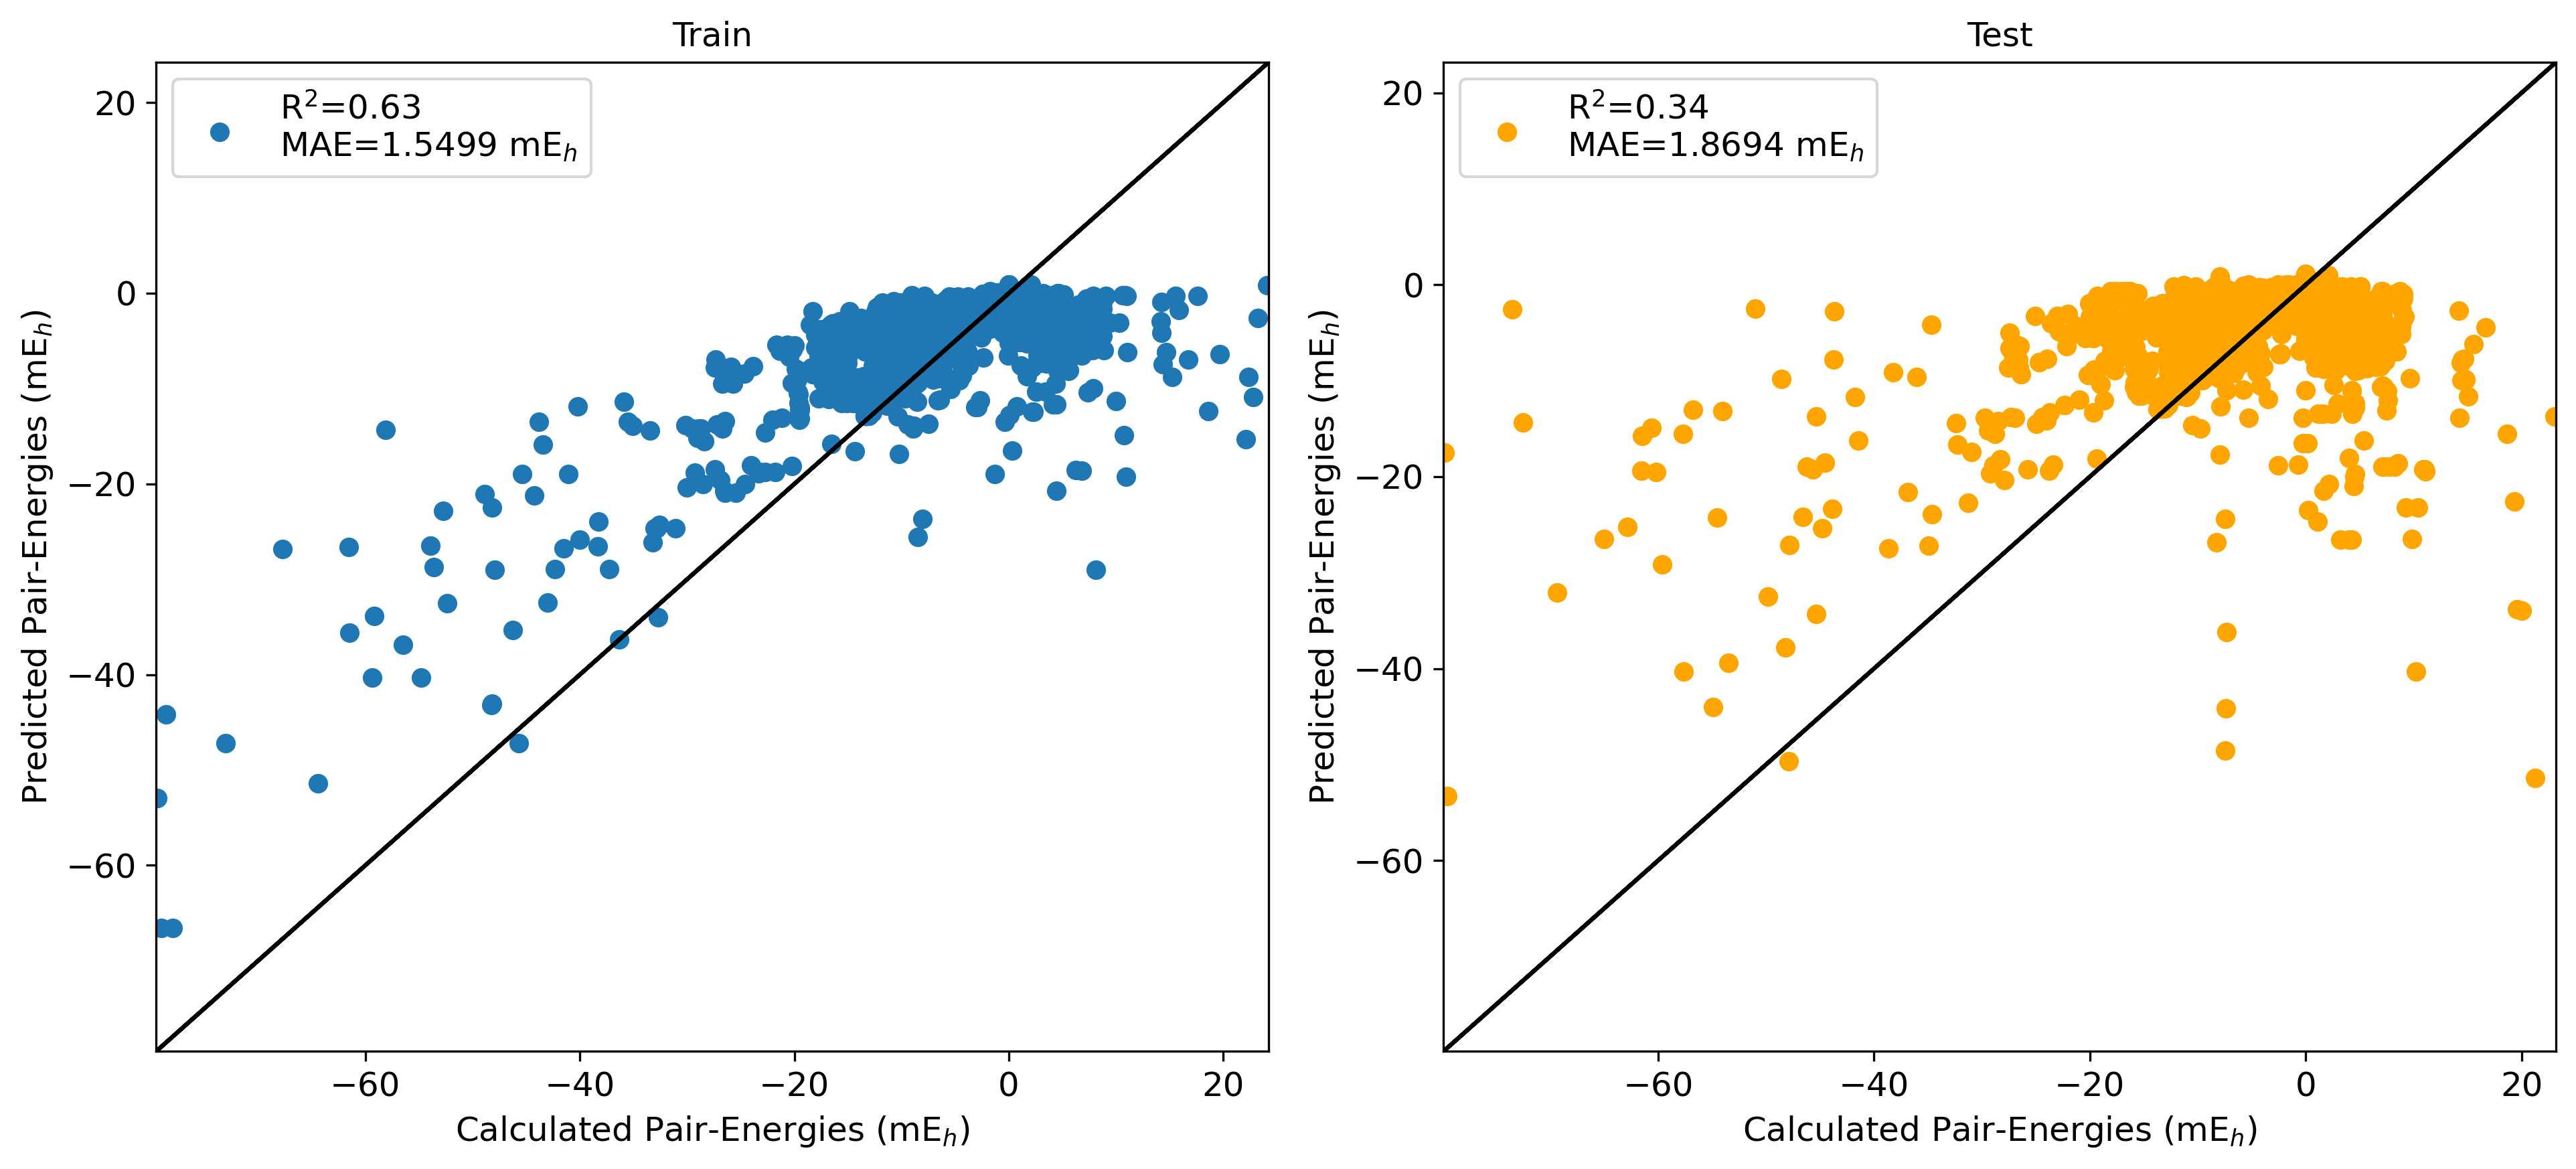 Train
R²=0.63
MAE=1.5499 mEₕ
20
0
−20
−40
−60
Predicted Pair-Energies (mEₕ)
−60 −40 −20 0 20
Calculated Pair-Energies (mEₕ)
Test
R²=0.34
MAE=1.8694 mEₕ
20
0
−20
−40
−60
Predicted Pair-Energies (mEₕ)
−60 −40 −20 0 20
Calculated Pair-Energies (mEₕ)